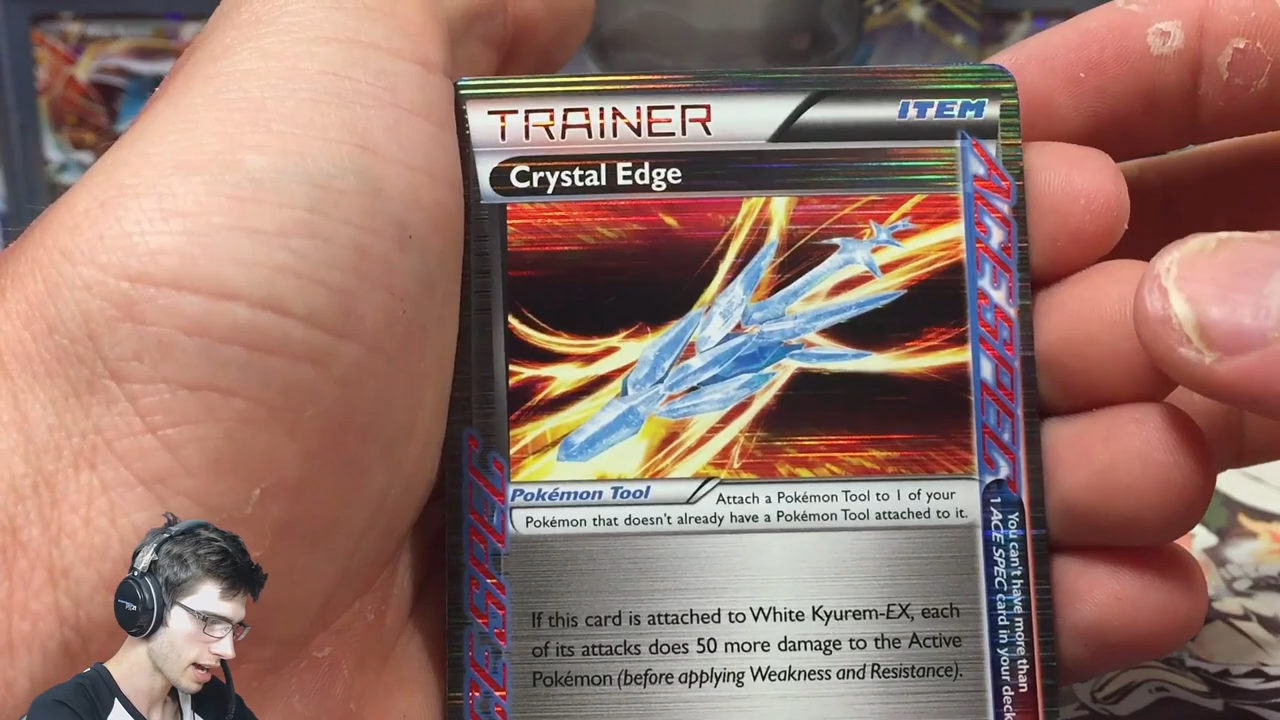 TRAINER
ITEM
Crystal Edge
ACE SPEC
Pokémon Tool
Attach a Pokémon Tool to 1 of your
Pokémon that doesn't already have a Pokémon Tool attached to it.
If this card is attached to White Kyurem-EX, each
of its attacks does 50 more damage to the Active
Pokémon (before applying Weakness and Resistance).
ACE SPEC
You can't have more than
1 ACE SPEC card in your deck